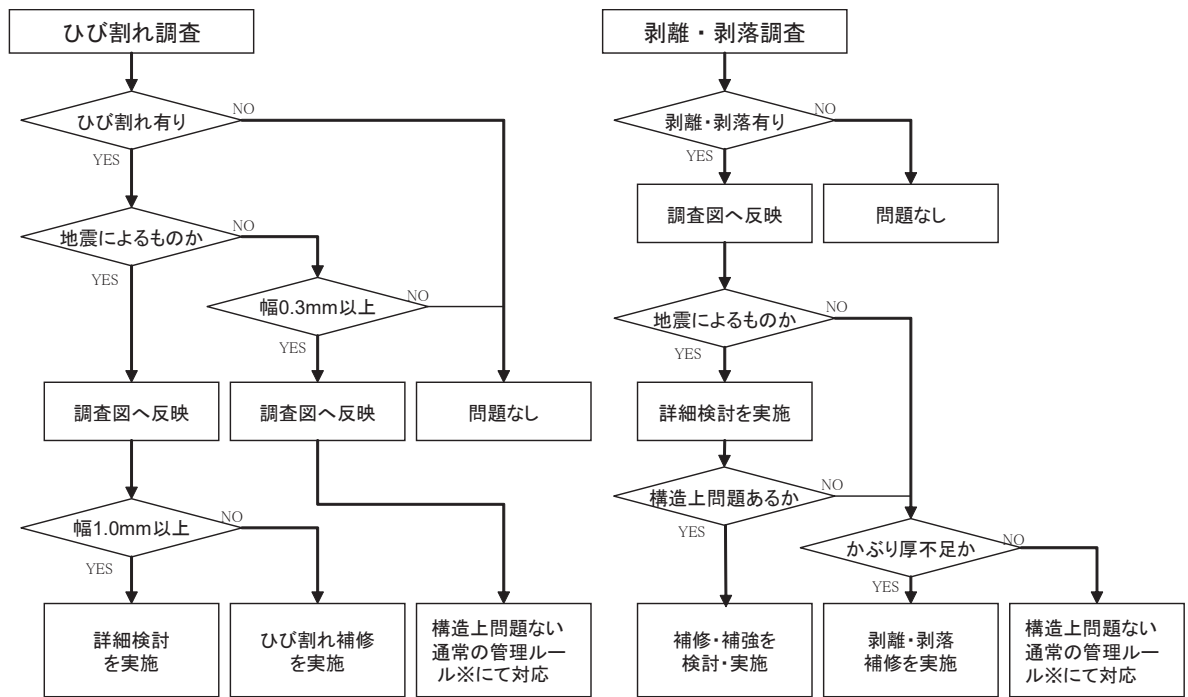 ひび割れ調査
ひび割れ有り
NO
YES
地震によるものか
NO
YES
幅0.3mm以上
NO
YES
調査図へ反映
調査図へ反映
問題なし
幅1.0mm以上
NO
YES
詳細検討
を実施
ひび割れ補修
を実施
構造上問題ない
通常の管理ルー
ル※にて対応
剥離・剥落調査
剥離・剥落有り
NO
YES
調査図へ反映
問題なし
地震によるものか
NO
YES
詳細検討を実施
構造上問題あるか
NO
YES
かぶり厚不足か
NO
YES
補修・補強を
検討・実施
剥離・剥落
補修を実施
構造上問題ない
通常の管理ルー
ル※にて対応